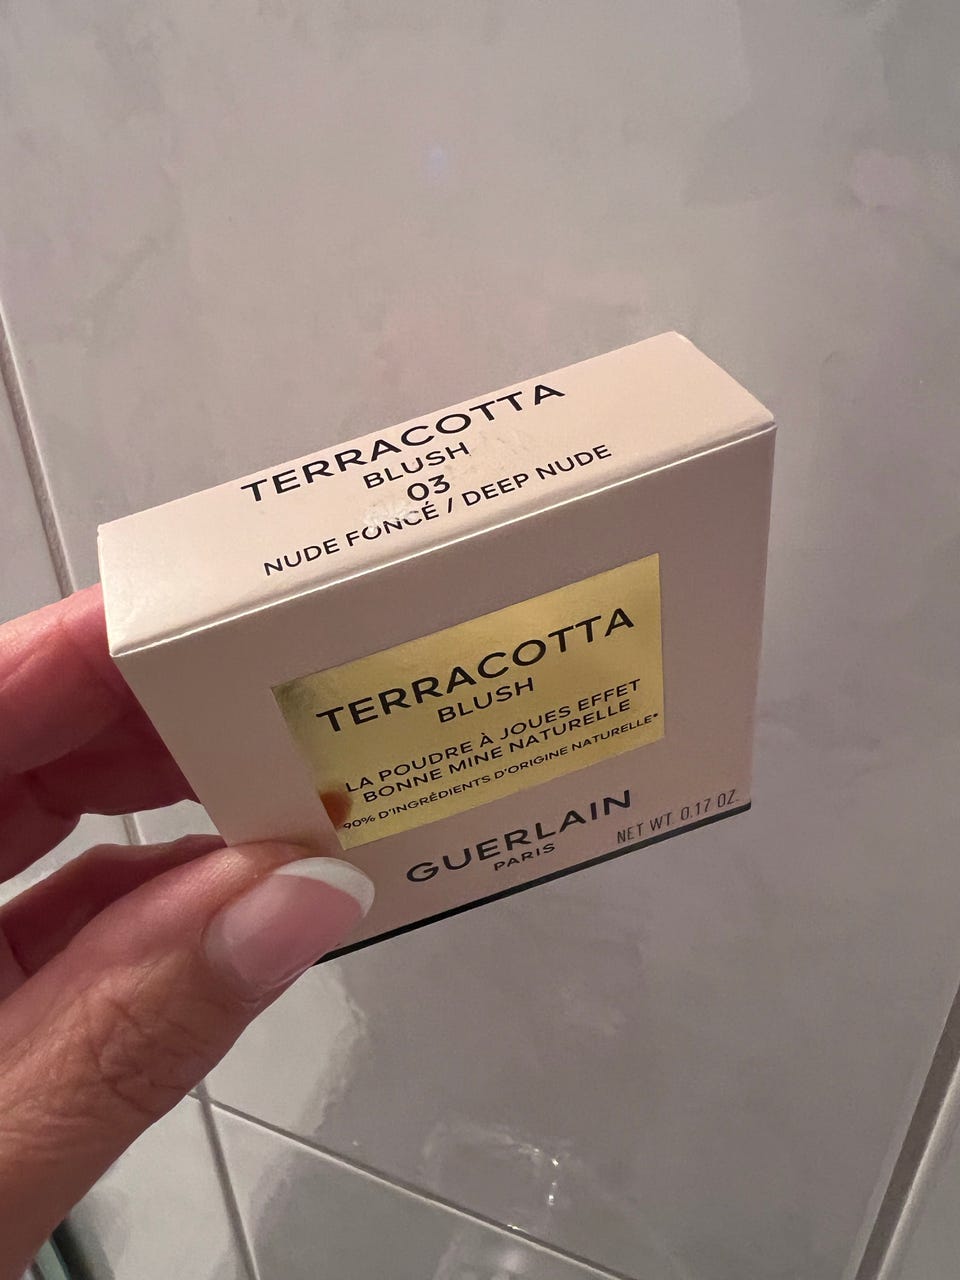 TERRACOTTA
BLUSH
03
NUDE FONCÉ / DEEP NUDE
TERRACOTTA
BLUSH
LA POUDRE À JOUES EFFET
BONNE MINE NATURELLE
90% D'INGRÉDIENTS D'ORIGINE NATURELLE*
GUERLAIN
PARIS
NET WT. 0.17 OZ.